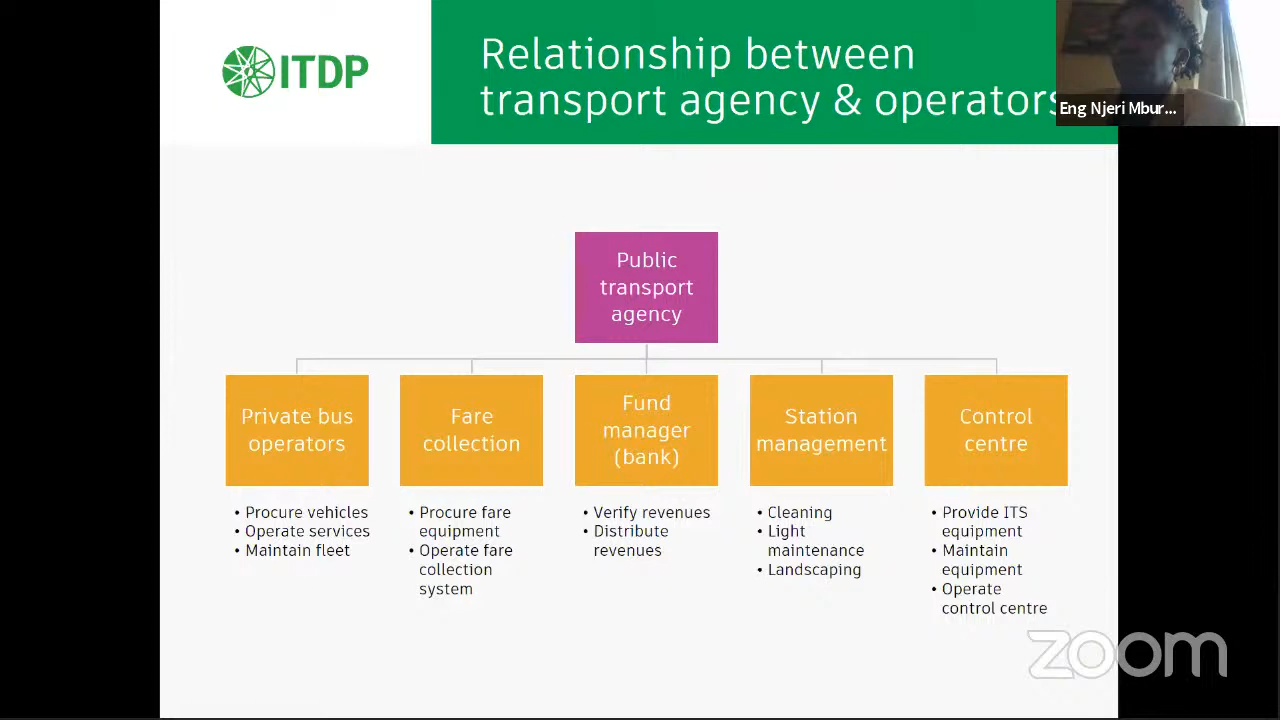 ITDP
Relationship between
transport agency & operators
Eng Njeri Mbur...
Public
transport
agency
Private bus
operators
Fare
collection
Fund
manager
(bank)
Station
management
Control
centre
• Procure vehicles
• Operate services
• Maintain fleet
• Procure fare
equipment
• Operate fare
collection
system
• Verify revenues
• Distribute
revenues
• Cleaning
• Light
maintenance
• Landscaping
• Provide ITS
equipment
• Maintain
equipment
• Operate
control centre
zoom